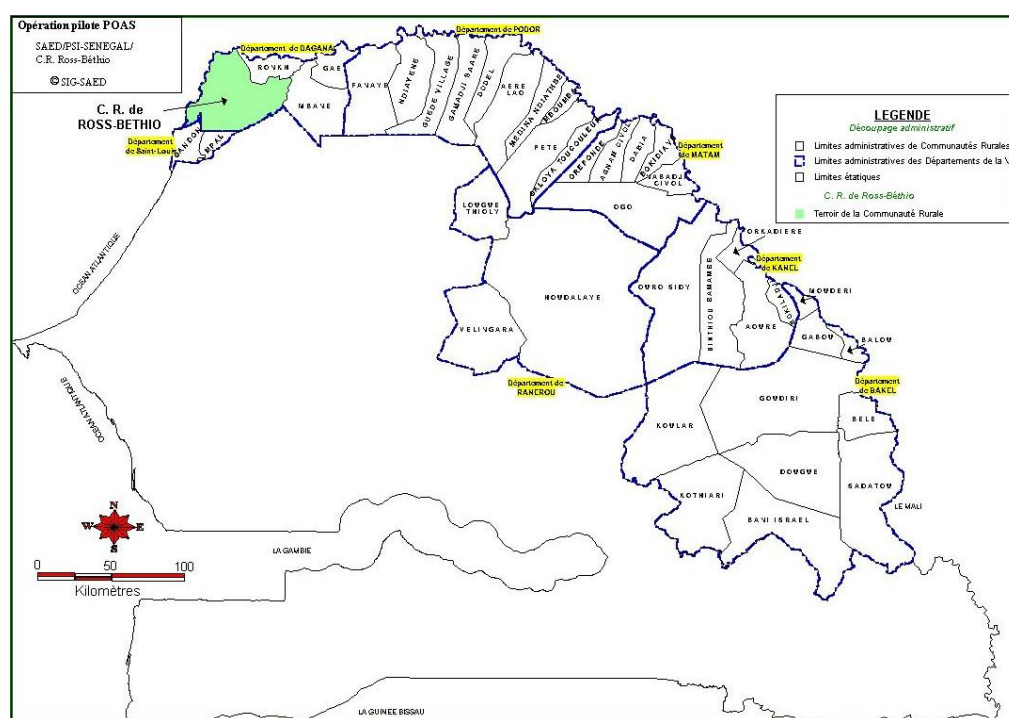 Opération pilote POAS
SAED/PSI-SENEGAL/
C.R. Ross-Béthio
© SIG-SAED
C. R. de
ROSS-BETHIO
Département de DAGANA
Département de PODOR
Département
de Saint-Louis
Département
de MATAM
Département
de KANEL
Département de
RANEROU
Département
de BAKEL
RONKH
GAE
MBANE
GANDON
MPAL
FANAYE
NDIAYENE
GUEDE VILLAGE
GAMADJI SAARE
DODEL
AERE
LAO
MEDINA NDIATHBE
MBOUMBA
PETE
GALOYA TOUCOULEUR
OREFONDE
AGNAM CIVOL
DABIA
BOKIDIAVE
NABADJI
CIVOL
OGO
LOUGUE
THIOLY
VELINGARA
HOUDALAYE
OURO SIDY
SINTHIOU BAMAMBE
ORKADIERE
AOURE
BOKILADJI
MOUDERI
GABOU
BALOU
GOUDIRI
BELE
KOULAR
DOUGUE
SADATOU
KOTHIARI
BANI ISRAEL
LE MALI
OCEAN ATLANTIQUE
OCEAN ATLANTIQUE
LA GAMBIE
LA GUINEE BISSAU
LEGENDE
Découpage administratif
Limites administratives de Communautés Rurales
Limites administratives des Départements de la V
Limites étatiques
C. R. de Ross-Béthio
Terroir de la Communauté Rurale
N
W E
S
0 50 100
Kilomètres